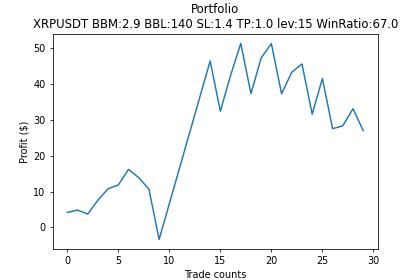 Portfolio
XRPUSDT BBM:2.9 BBL:140 SL:1.4 TP:1.0 lev:15 WinRatio:67.0
50
40
30
20
10
0
Profit ($)
0 5 10 15 20 25 30
Trade counts